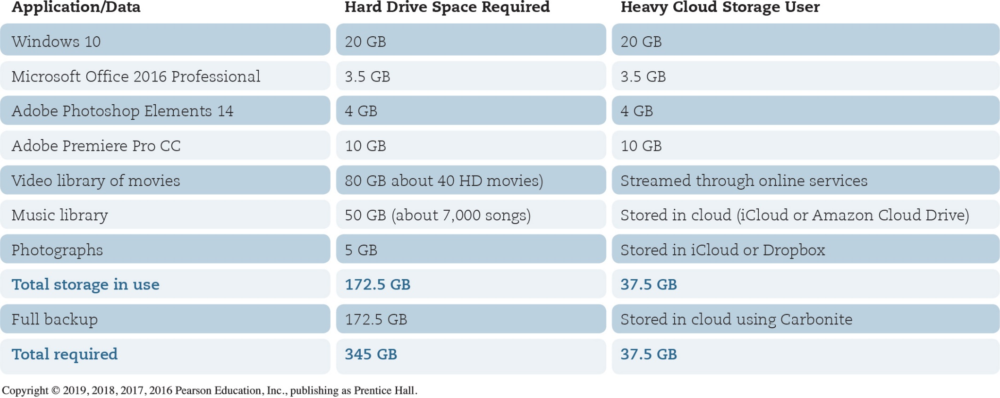 Application/Data Hard Drive Space Required Heavy Cloud Storage User
Windows 10 20 GB 20 GB
Microsoft Office 2016 Professional 3.5 GB 3.5 GB
Adobe Photoshop Elements 14 4 GB 4 GB
Adobe Premiere Pro CC 10 GB 10 GB
Video library of movies 80 GB about 40 HD movies) Streamed through online services
Music library 50 GB (about 7,000 songs) Stored in cloud (iCloud or Amazon Cloud Drive)
Photographs 5 GB Stored in iCloud or Dropbox
Total storage in use 172.5 GB 37.5 GB
Full backup 172.5 GB Stored in cloud using Carbonite
Total required 345 GB 37.5 GB
Copyright © 2019, 2018, 2017, 2016 Pearson Education, Inc., publishing as Prentice Hall.